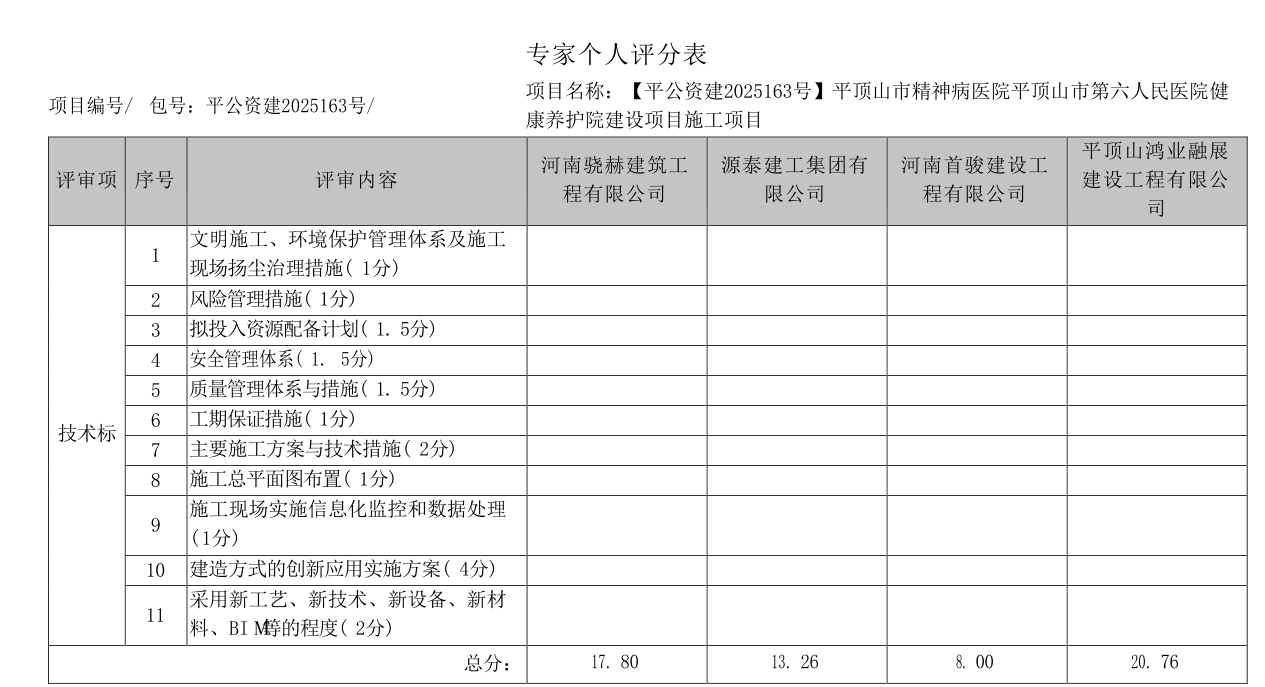 专家个人评分表
项目编号/ 包号：平公资建2025163号/
项目名称：【平公资建2025163号】平顶山市精神病医院平顶山市第六人民医院健
康养护院建设项目施工项目
评审项 序号 评审内容
河南骁赫建筑工
程有限公司
源泰建工集团有
限公司
河南首骏建设工
程有限公司
平顶山鸿业融展
建设工程有限公
司
技术标
1
文明施工、环境保护管理体系及施工
现场扬尘治理措施(1分)
2 风险管理措施(1分)
3 拟投入资源配备计划(1.5分)
4 安全管理体系(1. 5分)
5 质量管理体系与措施(1.5分)
6 工期保证措施(1分)
7 主要施工方案与技术措施(2分)
8 施工总平面图布置(1分)
9
施工现场实施信息化监控和数据处理
(1分)
10 建造方式的创新应用实施方案(4分)
11
采用新工艺、新技术、新设备、新材
料、BIM等的程度(2分)
总分： 17.80 13.26 8.00 20.76